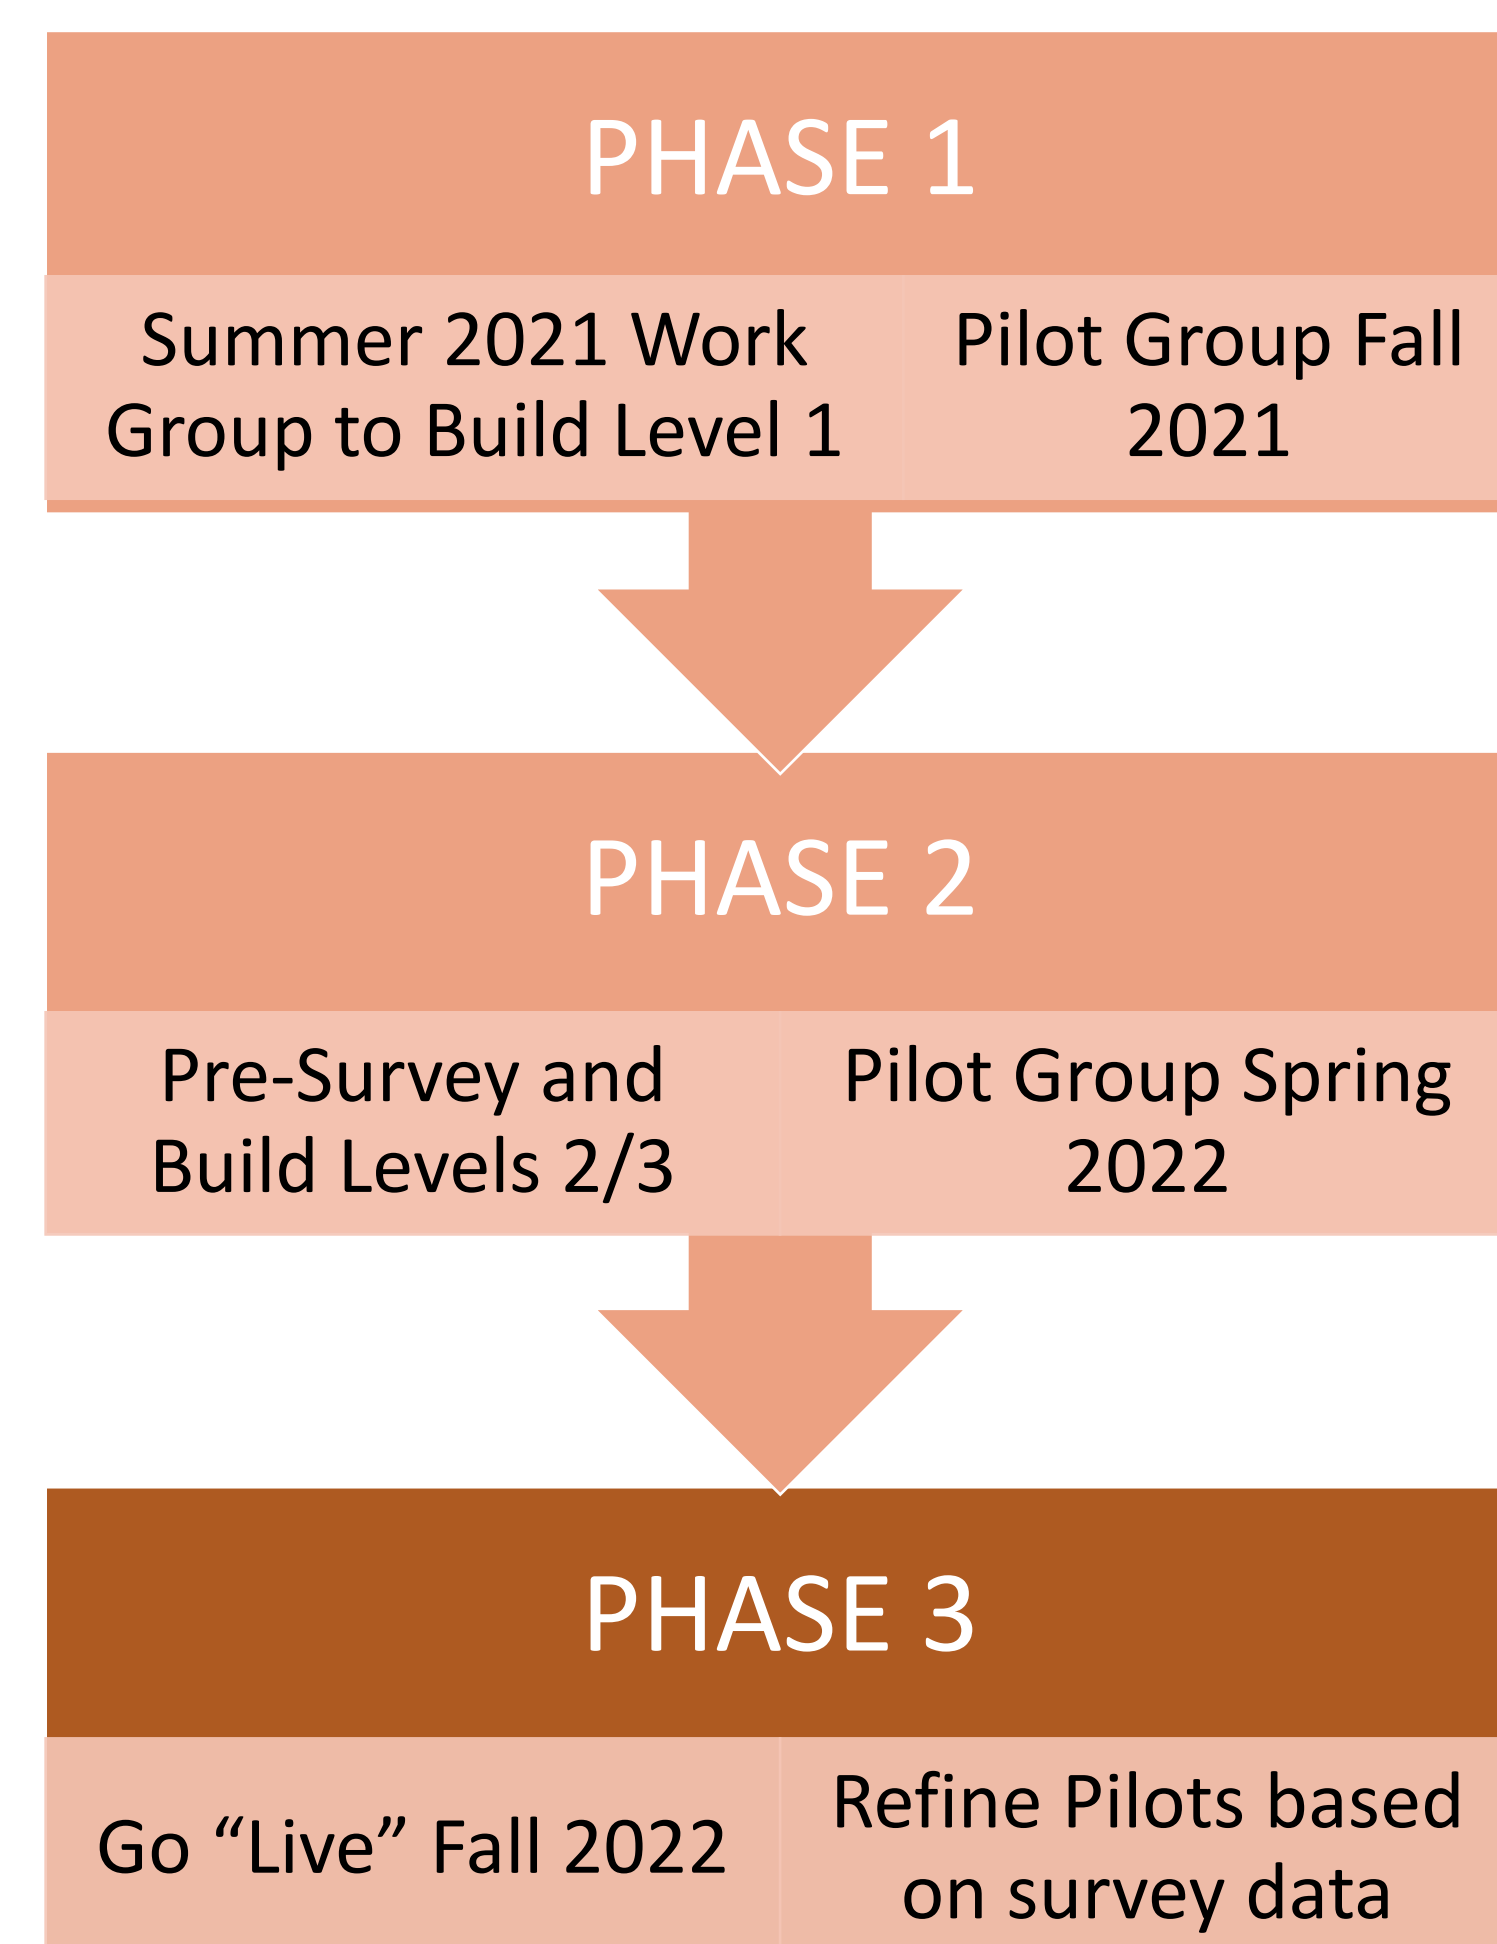 PHASE 1
Summer 2021 Work
Group to Build Level 1
Pilot Group Fall
2021
PHASE 2
Pre-Survey and
Build Levels 2/3
Pilot Group Spring
2022
PHASE 3
Go “Live” Fall 2022
Refine Pilots based
on survey data